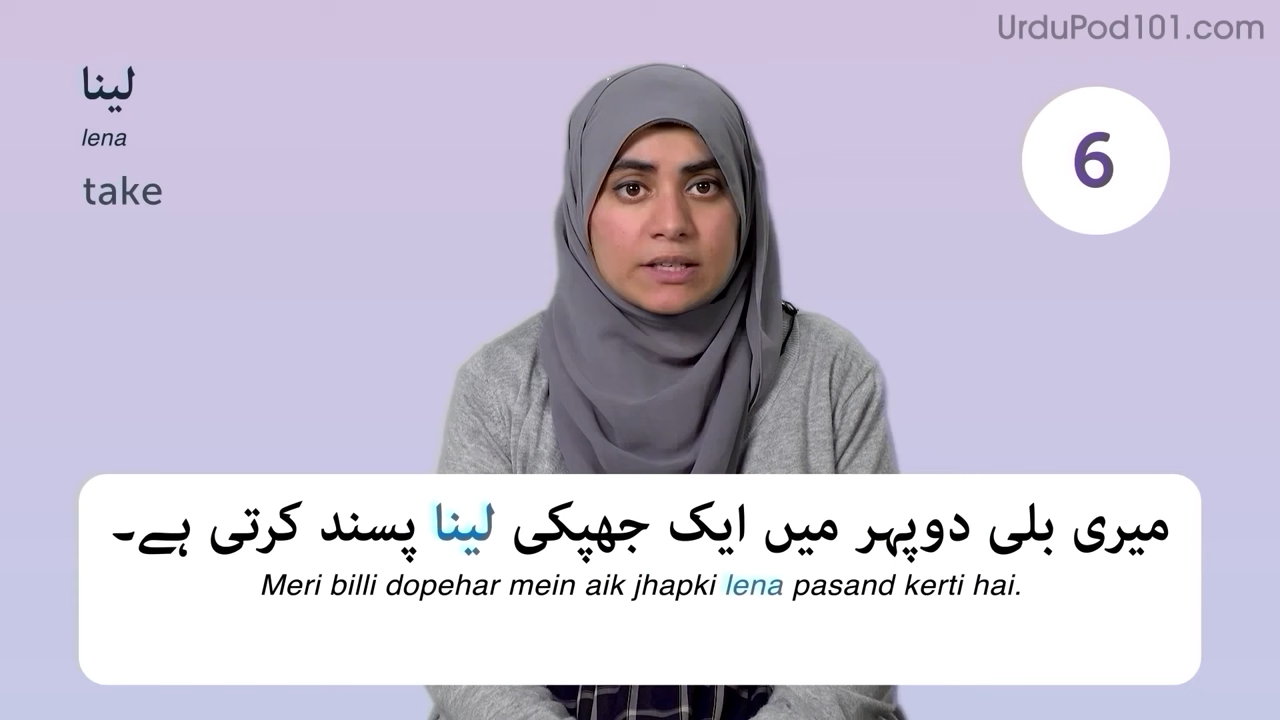 UrduPod101.com
لینا
lena
take
6
میری بلی دوپہر میں ایک جھپکی لینا پسند کرتی ہے۔
Meri billi dopehar mein aik jhapki lena pasand kerti hai.